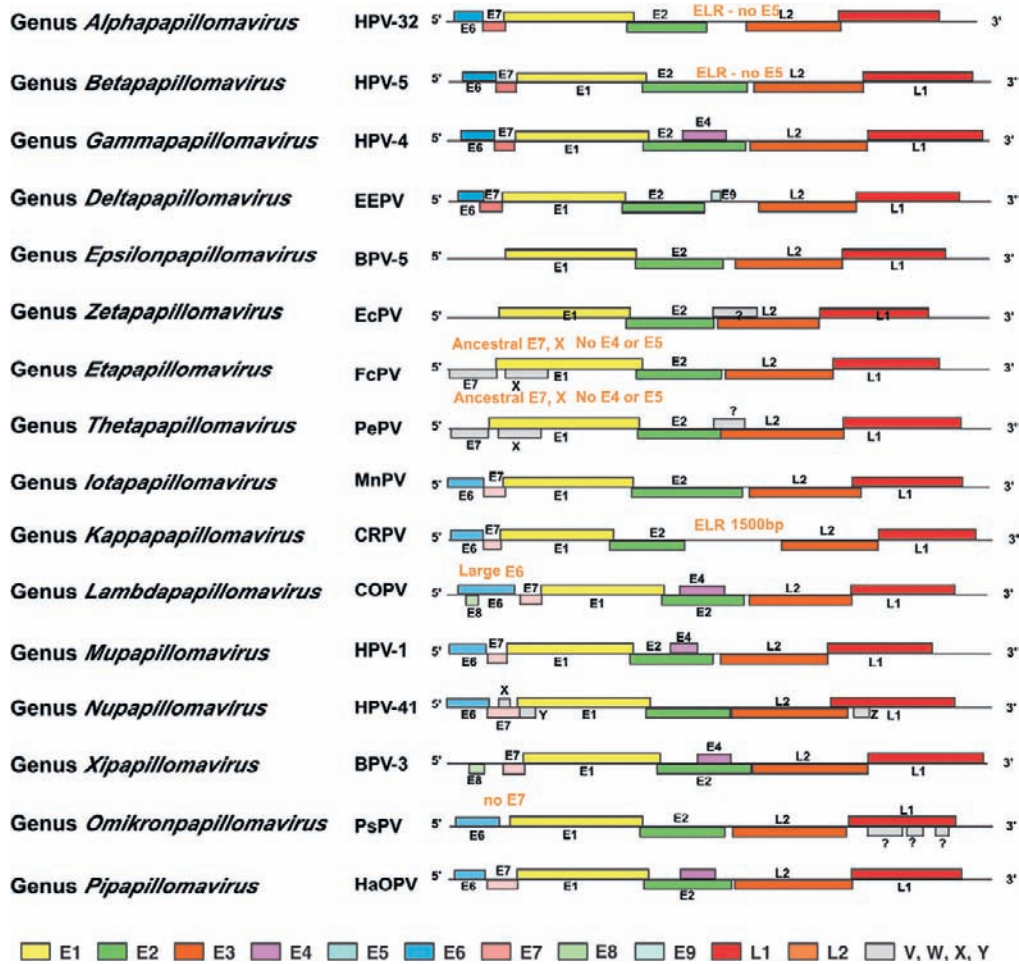 Genus Alphapapillomavirus HPV-32 E6 E7 E1 E2 ELR - no E5 L2 L1 3'
Genus Betapapillomavirus HPV-5 5' E6 E7 E1 E2 ELR - no E5 L2 L1 3'
Genus Gammapapillomavirus HPV-4 5' E6 E7 E1 E2 E4 L2 L1 3'
Genus Deltapapillomavirus EEPV 5' E6 E7 E1 E2 E9 L2 L1 3'
Genus Epsilonpapillomavirus BPV-5 5' E1 E2 L2 L1 3'
Genus Zetapapillomavirus EcPV 5' E1 E2 ? L2 L1 3'
Ancestral E7, X No E4 or E5
Genus Etapapillomavirus FcPV 5' E7 X E1 E2 L2 L1 3'
Ancestral E7, X No E4 or E5
Genus Thetapapillomavirus PePV 5' E7 X E1 E2 ? L2 L1 3'
Genus Iotapapillomavirus MnPV 5' E6 E7 E1 E2 L2 L1 3'
Genus Kappapapillomavirus CRPV 5' E6 E7 E1 E2 ELR 1500bp L2 L1 3'
Large E6
Genus Lambdapapillomavirus COPV 5' E8 E6 E7 E1 E4 E2 L2 L1 3'
Genus Mupapillomavirus HPV-1 5' E6 E7 E1 E2 E4 L2 L1 3'
Genus Nupapillomavirus HPV-41 5' E6 X E7 Y E1 L2 Z L1 3'
Genus Xipapillomavirus BPV-3 5' E8 E7 E1 E4 E2 L2 L1 3'
no E7
Genus Omikronpapillomavirus PsPV 5' E6 E1 E2 L2 L1 ? ? ? 3'
Genus Pipapillomavirus HaOPV 5' E6 E7 E1 E2 L2 L1 3'
E1 E2 E3 E4 E5 E6 E7 E8 E9 L1 L2 V, W, X, Y